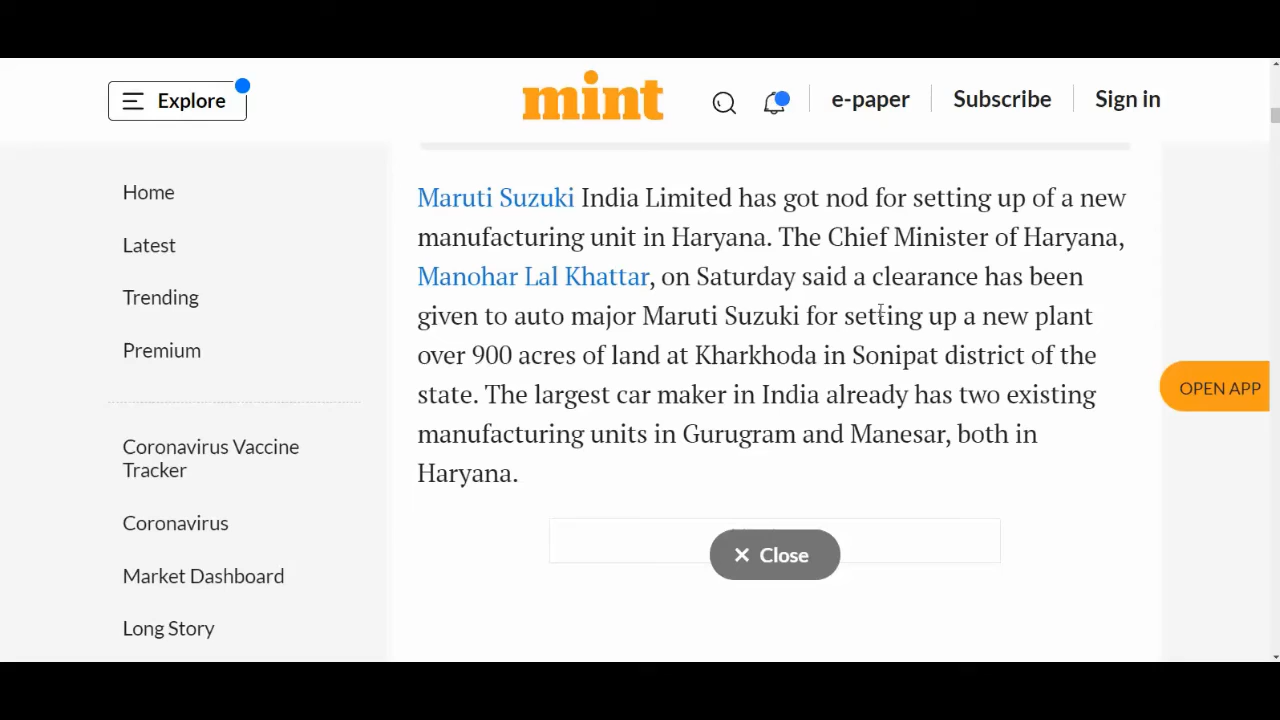 Explore
mint
e-paper
Subscribe
Sign in
Home
Latest
Trending
Premium
Coronavirus Vaccine
Tracker
Coronavirus
Market Dashboard
Long Story
Maruti Suzuki India Limited has got nod for setting up of a new
manufacturing unit in Haryana. The Chief Minister of Haryana,
Manohar Lal Khattar, on Saturday said a clearance has been
given to auto major Maruti Suzuki for setting up a new plant
over 900 acres of land at Kharkhoda in Sonipat district of the
state. The largest car maker in India already has two existing
manufacturing units in Gurugram and Manesar, both in
Haryana.
OPEN APP
× Close